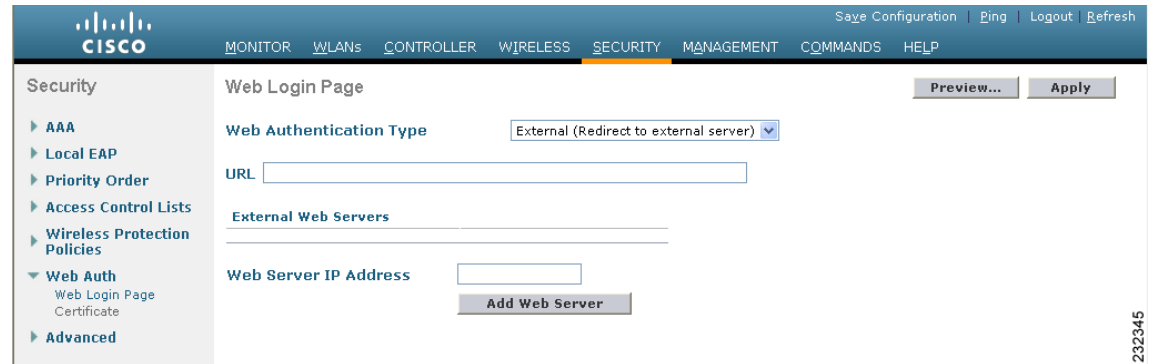 Save Configuration | Ping | Logout | Refresh
CISCO
MONITOR WLANs CONTROLLER WIRELESS SECURITY MANAGEMENT COMMANDS HELP
Security
AAA
Local EAP
Priority Order
Access Control Lists
Wireless Protection
Policies
Web Auth
Web Login Page
Certificate
Advanced
Web Login Page
Preview... Apply
Web Authentication Type External (Redirect to external server)
URL
External Web Servers
Web Server IP Address
Add Web Server
232345